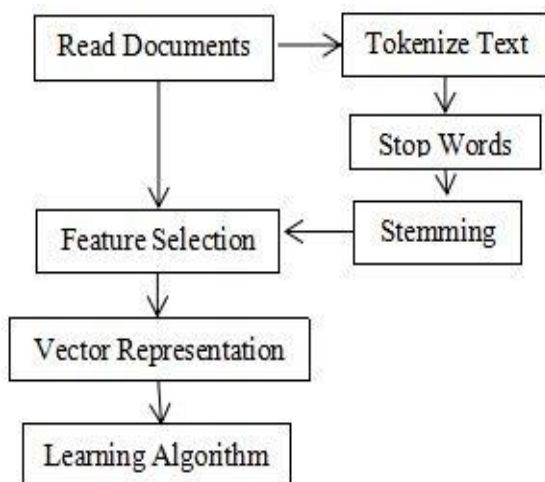 Read Documents
Tokenize Text
Stop Words
Stemming
Feature Selection
Vector Representation
Learning Algorithm